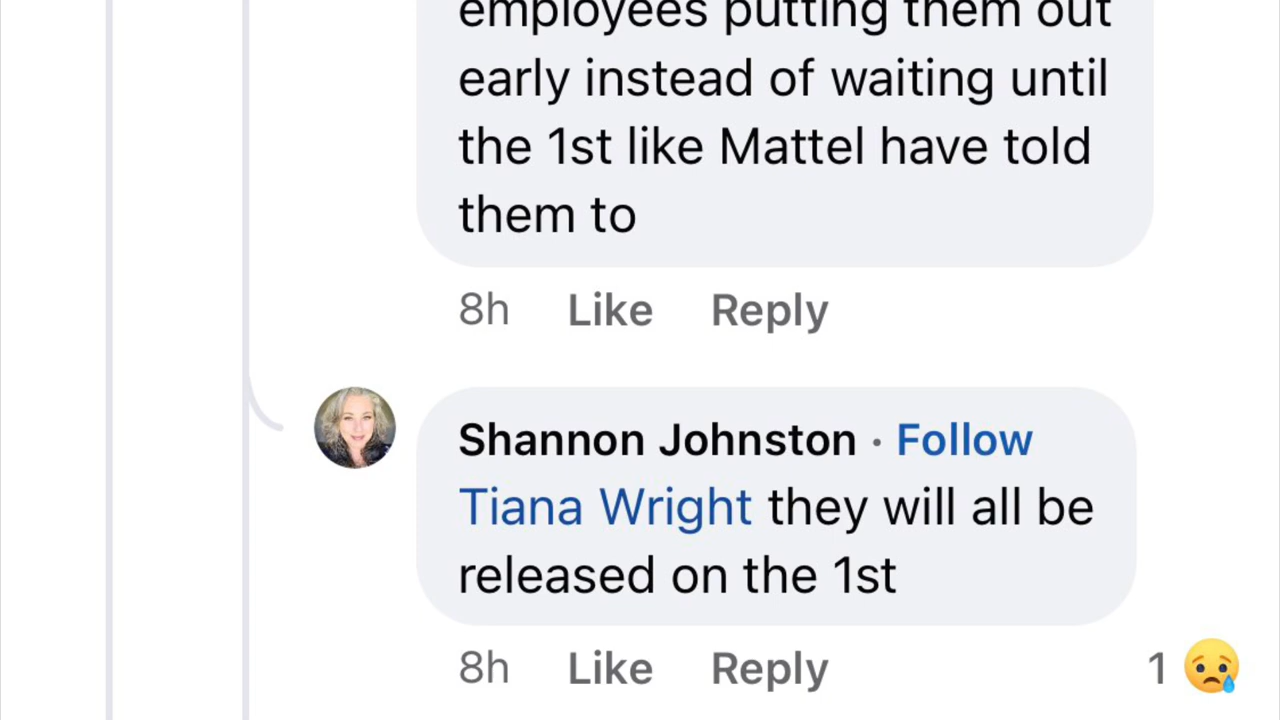 employees putting them out
early instead of waiting until
the 1st like Mattel have told
them to
8h Like Reply
Shannon Johnston · Follow
Tiana Wright they will all be
released on the 1st
8h Like Reply 1 😢